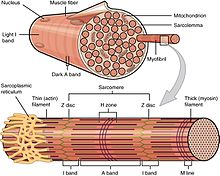 Nucleus
Muscle fiber
Mitochondrion
Sarcolemma
Light I
band
Dark A band
Myofibril
Sarcoplasmic
reticulum
Thin (actin)
filament
Sarcomere
Z disc
H zone
Z disc
Thick (myosin)
filament
I band
A band
I band
M line